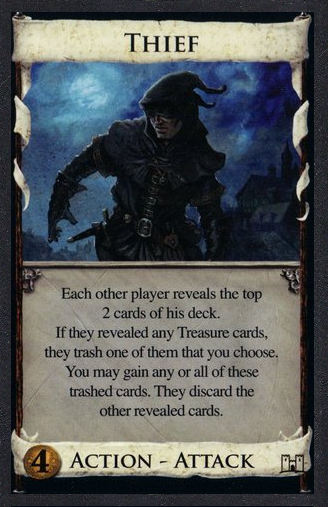 Thief
Each other player reveals the top
2 cards of his deck.
If they revealed any Treasure cards,
they trash one of them that you choose.
You may gain any or all of these
trashed cards. They discard the
other revealed cards.
4 Action - Attack